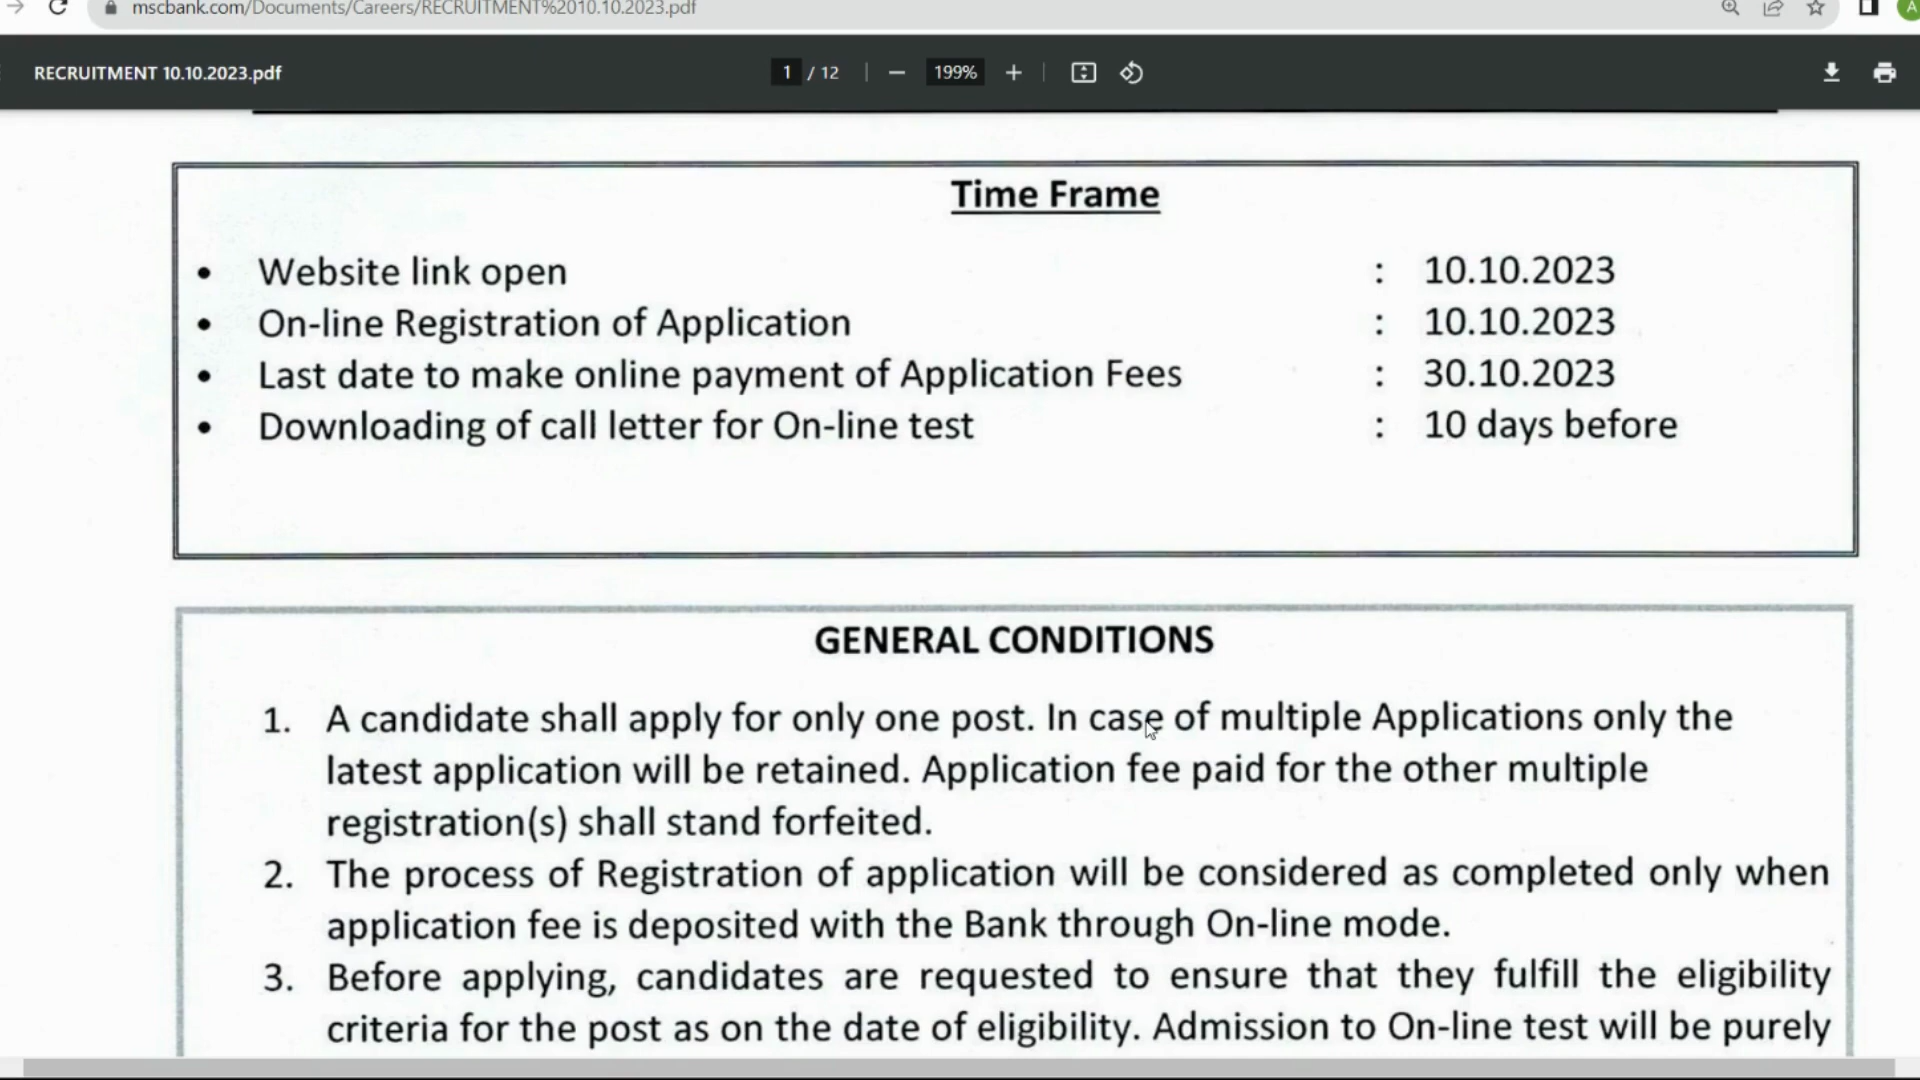 mscbank.com/Documents/Careers/RECRUITMENT%2010.10.2023.pdf
A
RECRUITMENT 10.10.2023.pdf
1 / 12
199%
Time Frame
• Website link open : 10.10.2023
• On-line Registration of Application : 10.10.2023
• Last date to make online payment of Application Fees : 30.10.2023
• Downloading of call letter for On-line test : 10 days before
GENERAL CONDITIONS
1. A candidate shall apply for only one post. In case of multiple Applications only the
latest application will be retained. Application fee paid for the other multiple
registration(s) shall stand forfeited.
2. The process of Registration of application will be considered as completed only when
application fee is deposited with the Bank through On-line mode.
3. Before applying, candidates are requested to ensure that they fulfill the eligibility
criteria for the post as on the date of eligibility. Admission to On-line test will be purely